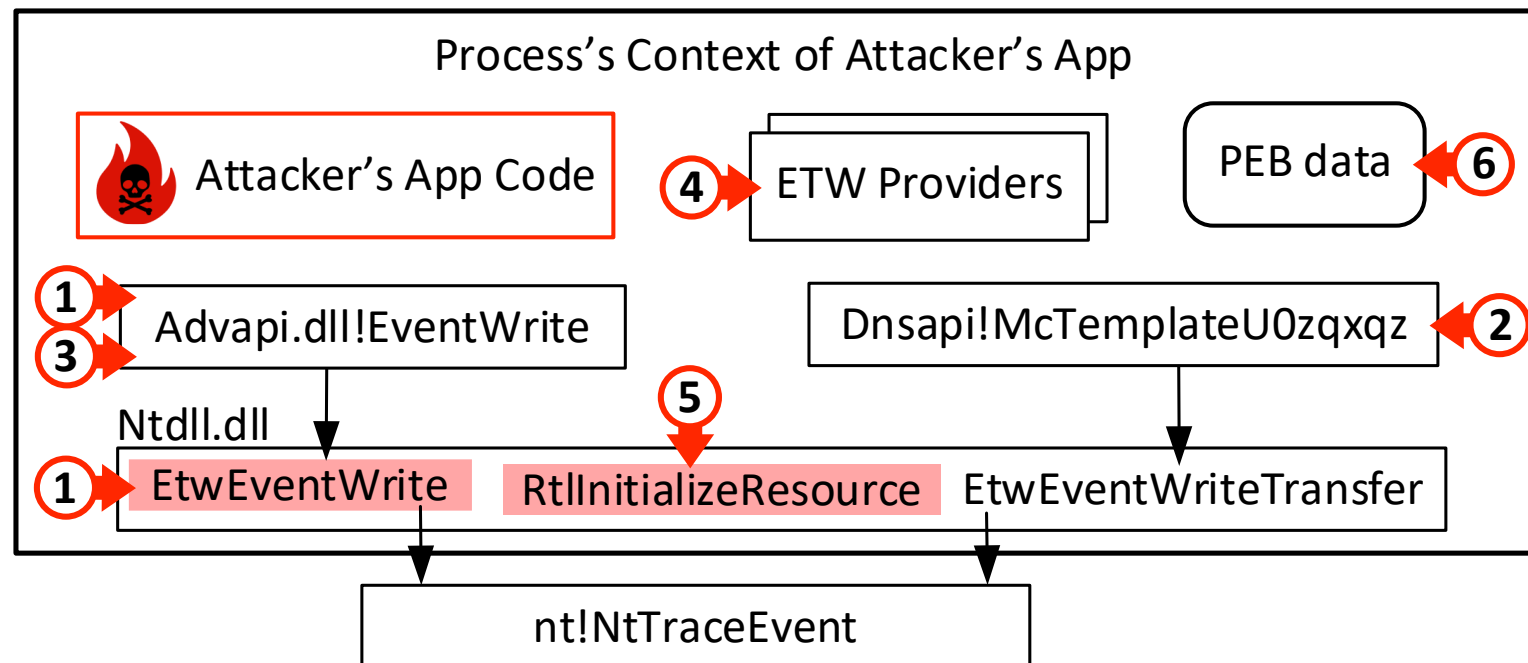 Process’s Context of Attacker’s App
Attacker’s App Code
4
ETW Providers
PEB data
6
1
3
Advapi.dll!EventWrite
Dnsapi!McTemplateU0zqxqz
2
5
Ntdll.dll
1
EtwEventWrite
RtlInitializeResource
EtwEventWriteTransfer
nt!NtTraceEvent